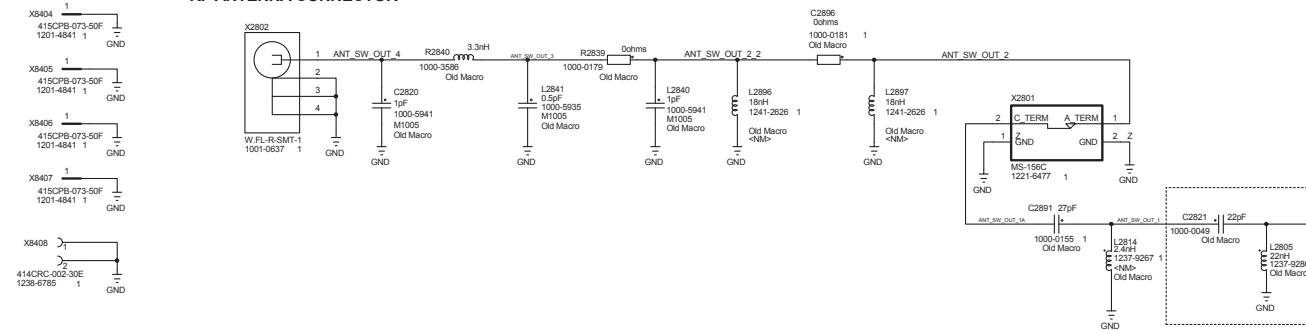 X8404
1
415CPB-073-50F
1201-4841 1
GND
X8405
1
415CPB-073-50F
1201-4841 1
GND
X8406
1
415CPB-073-50F
1201-4841 1
GND
X8407
1
415CPB-073-50F
1201-4841 1
GND
X8408
1
2
414CRC-002-30E
1238-6785 1
GND
X2802
1
2
3
4
W.FL-R-SMT-1
1001-0637 1
GND
ANT_SW_OUT_4
C2820
1pF
1000-5941
M1005
Old Macro
GND
R2840
3.3nH
1000-3586
Old Macro
ANT_SW_OUT_3
L2841
0.5pF
1000-5935
M1005
Old Macro
GND
R2839
0ohms
1000-0179
Old Macro
L2840
1pF
1000-5941
M1005
Old Macro
GND
ANT_SW_OUT_2_2
L2896
18nH
1241-2626 1
Old Macro
<NM>
GND
C2896
0ohms
1000-0181 1
Old Macro
L2897
18nH
1241-2626 1
Old Macro
<NM>
GND
ANT_SW_OUT_2
X2801
2 C_TERM A_TERM 1
1 Z GND GND 2 Z
MS-156C
1221-6477 1
GND
GND
ANT_SW_OUT_1A
C2891 27pF
1000-0155 1
Old Macro
ANT_SW_OUT_1
L2814
2.4nH
1237-9267 1
<NM>
Old Macro
GND
C2821 22pF
1000-0049
Old Macro
L2805
22nH
Old Macro
GND